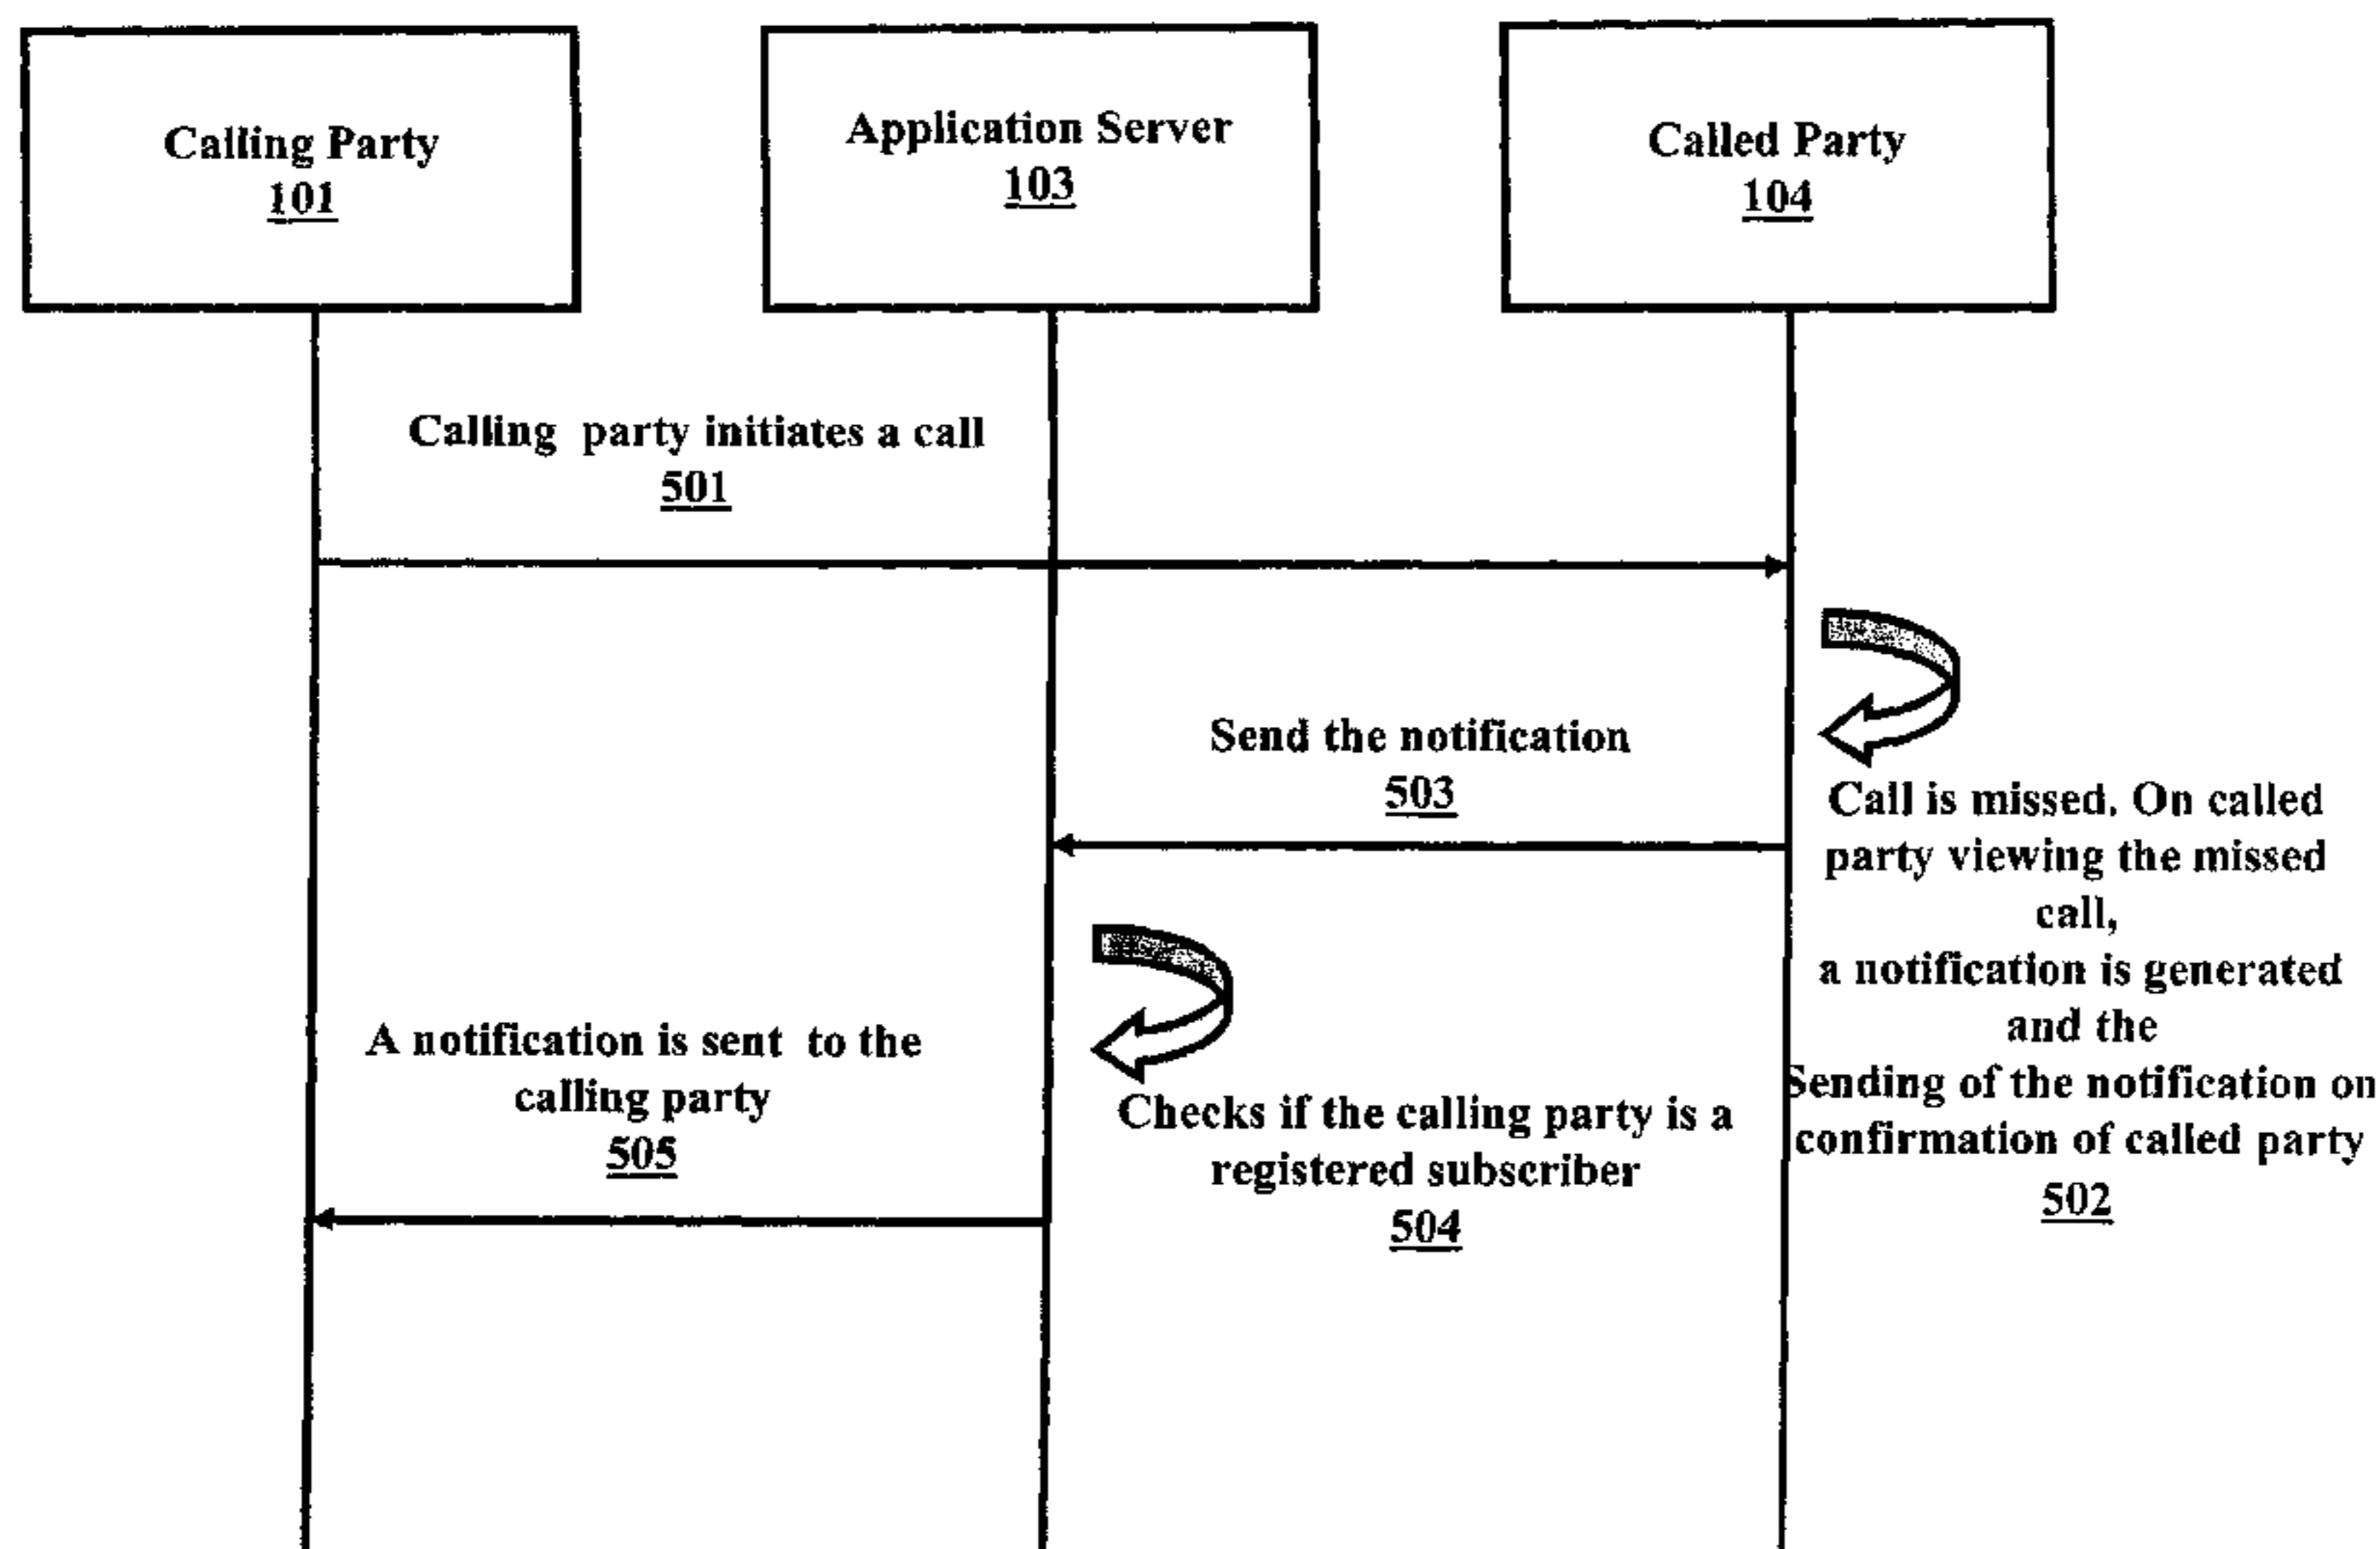 Calling Party
101
Application Server
103
Called Party
104
Calling party initiates a call
501
Send the notification
503
Call is missed. On called
party viewing the missed
call,
a notification is generated
and the
Sending of the notification on
confirmation of called party
502
A notification is sent to the
calling party
505
Checks if the calling party is a
registered subscriber
504